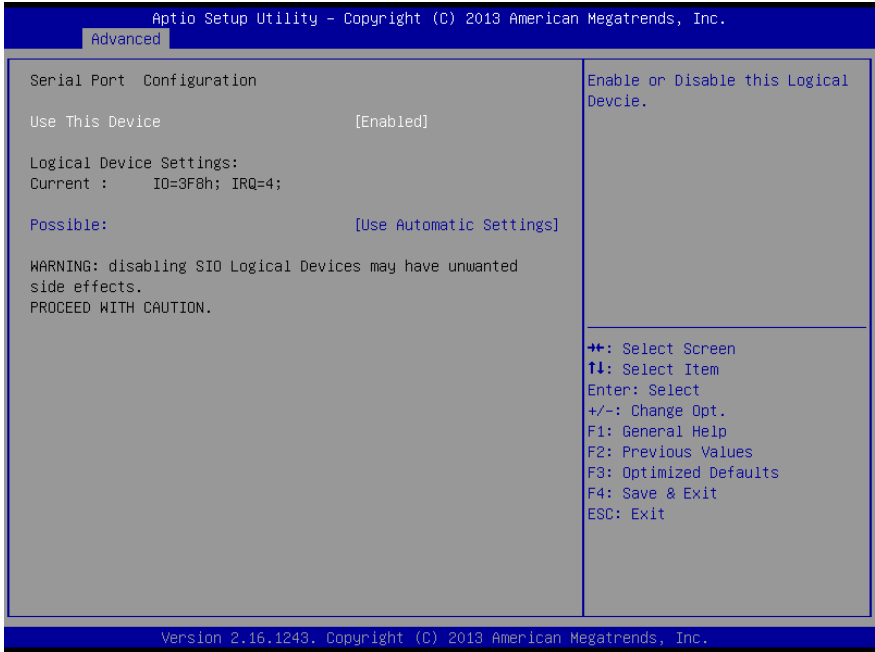 Aptio Setup Utility – Copyright (C) 2013 American Megatrends, Inc.
Advanced
Serial Port  Configuration
Use This Device [Enabled]
Logical Device Settings:
Current : IO=3F8h; IRQ=4;
Possible: [Use Automatic Settings]
WARNING: disabling SIO Logical Devices may have unwanted
side effects.
PROCEED WITH CAUTION.
Enable or Disable this Logical
Devcie.
→←: Select Screen
↑↓: Select Item
Enter: Select
+/-: Change Opt.
F1: General Help
F2: Previous Values
F3: Optimized Defaults
F4: Save & Exit
ESC: Exit
Version 2.16.1243. Copyright (C) 2013 American Megatrends, Inc.